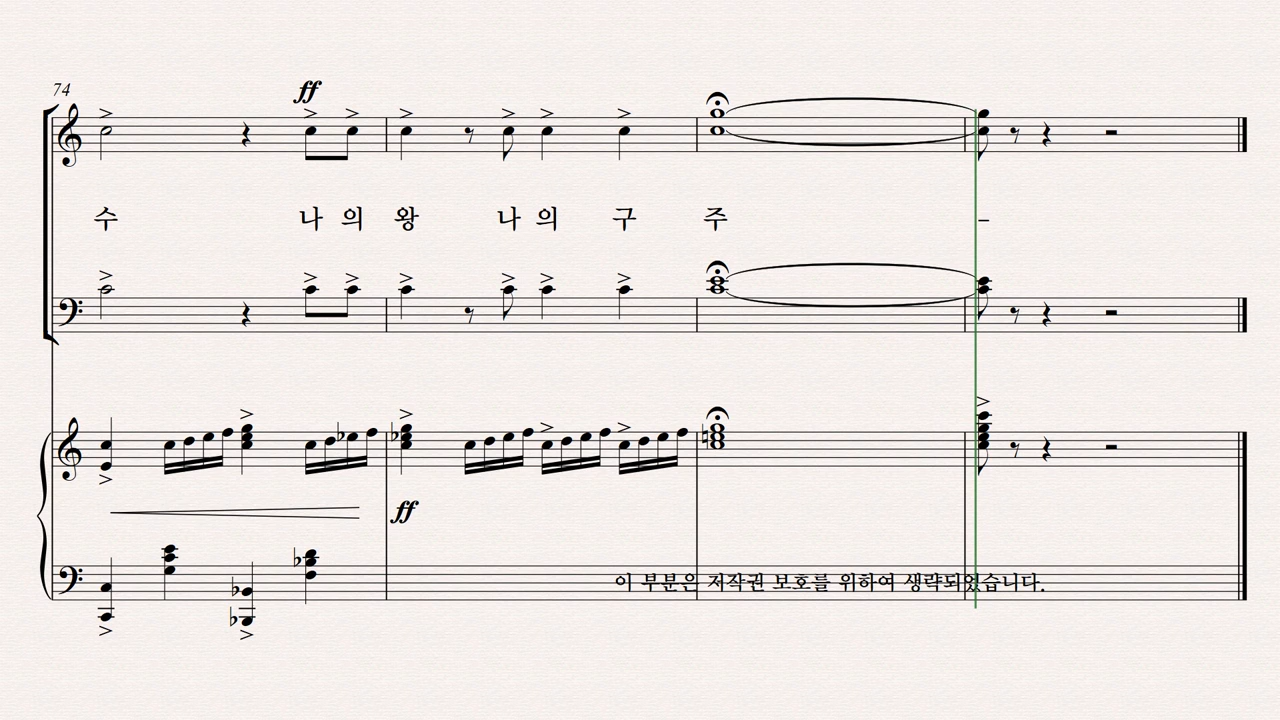 74
ff
수 나 의 왕 나 의 구 주 –
ff
이 부분은 저작권 보호를 위하여 생략되었습니다.